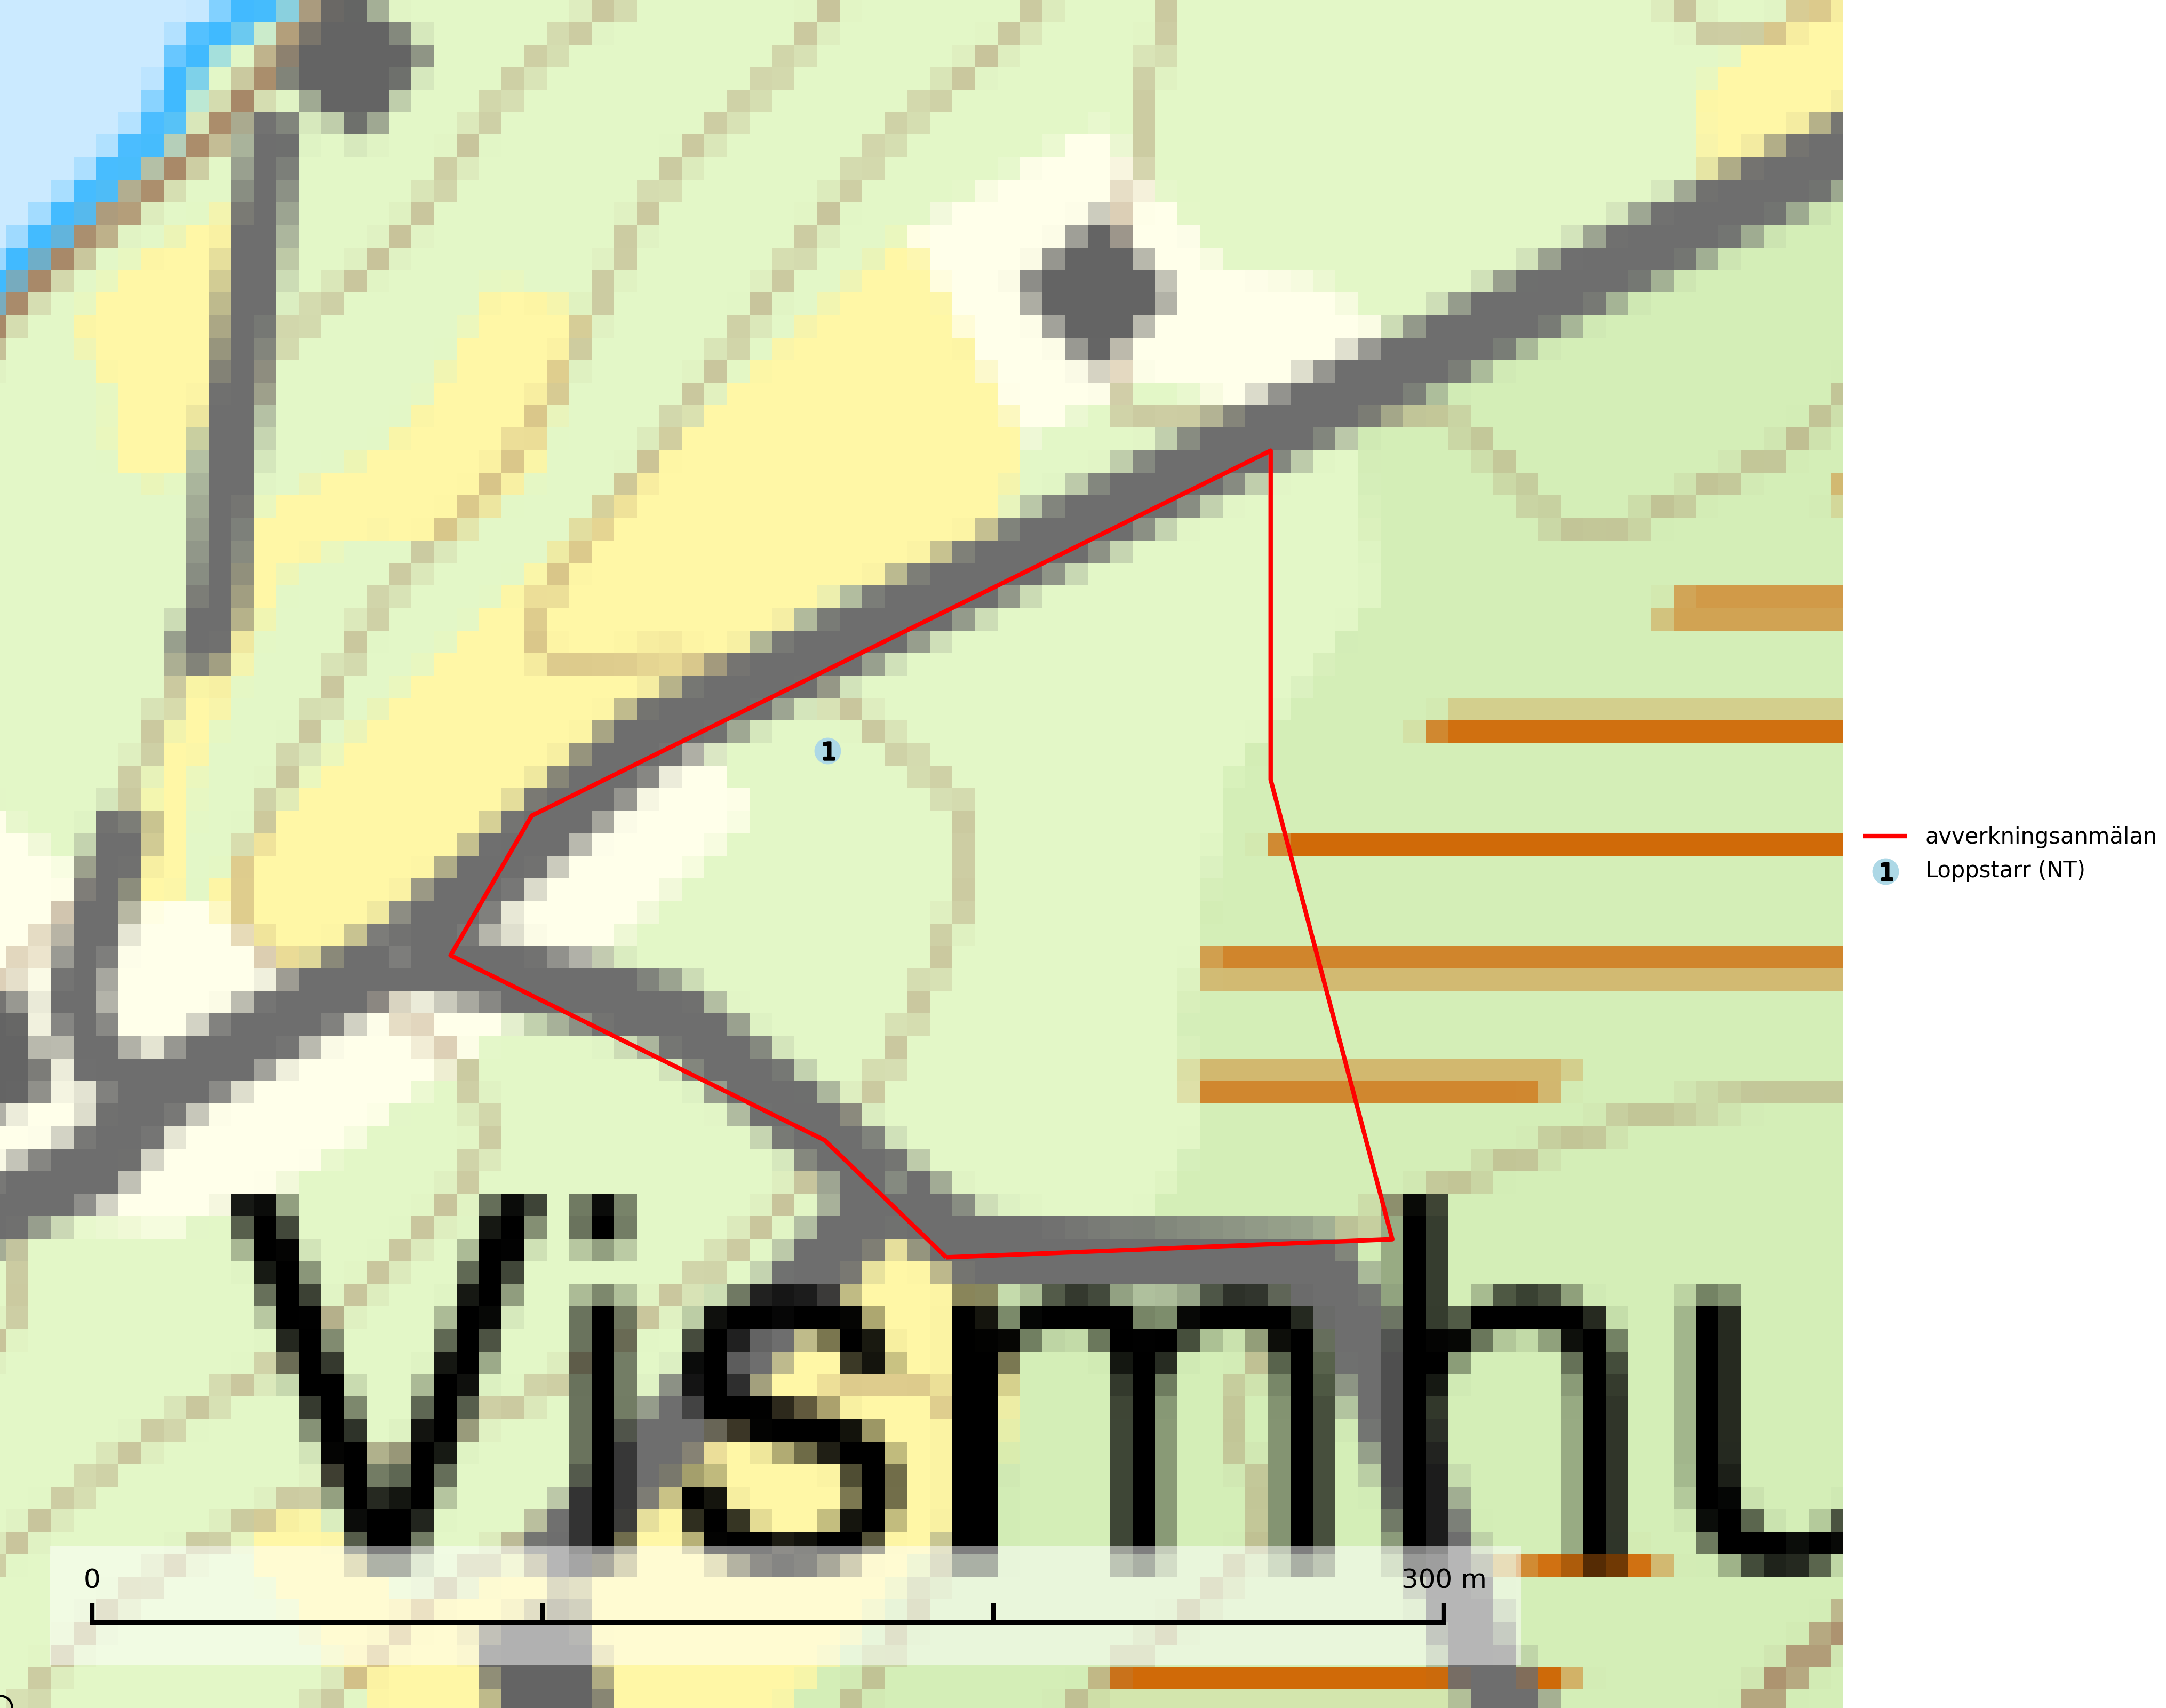 1
avverkningsanmälan
1 Loppstarr (NT)
Vismhu
0 300 m